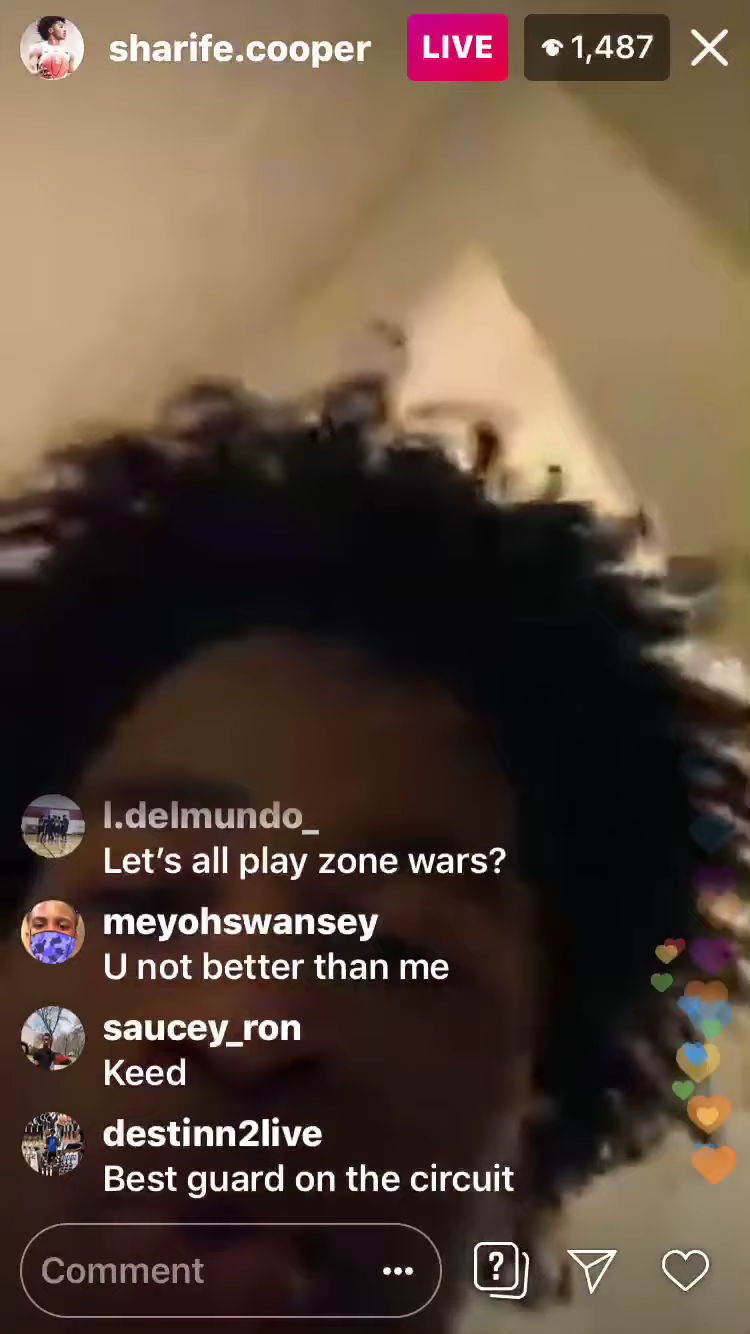 sharife.cooper LIVE 1,487
l.delmundo_
Let’s all play zone wars?
meyohswansey
U not better than me
saucey_ron
Keed
destinn2live
Best guard on the circuit
Comment ... ?